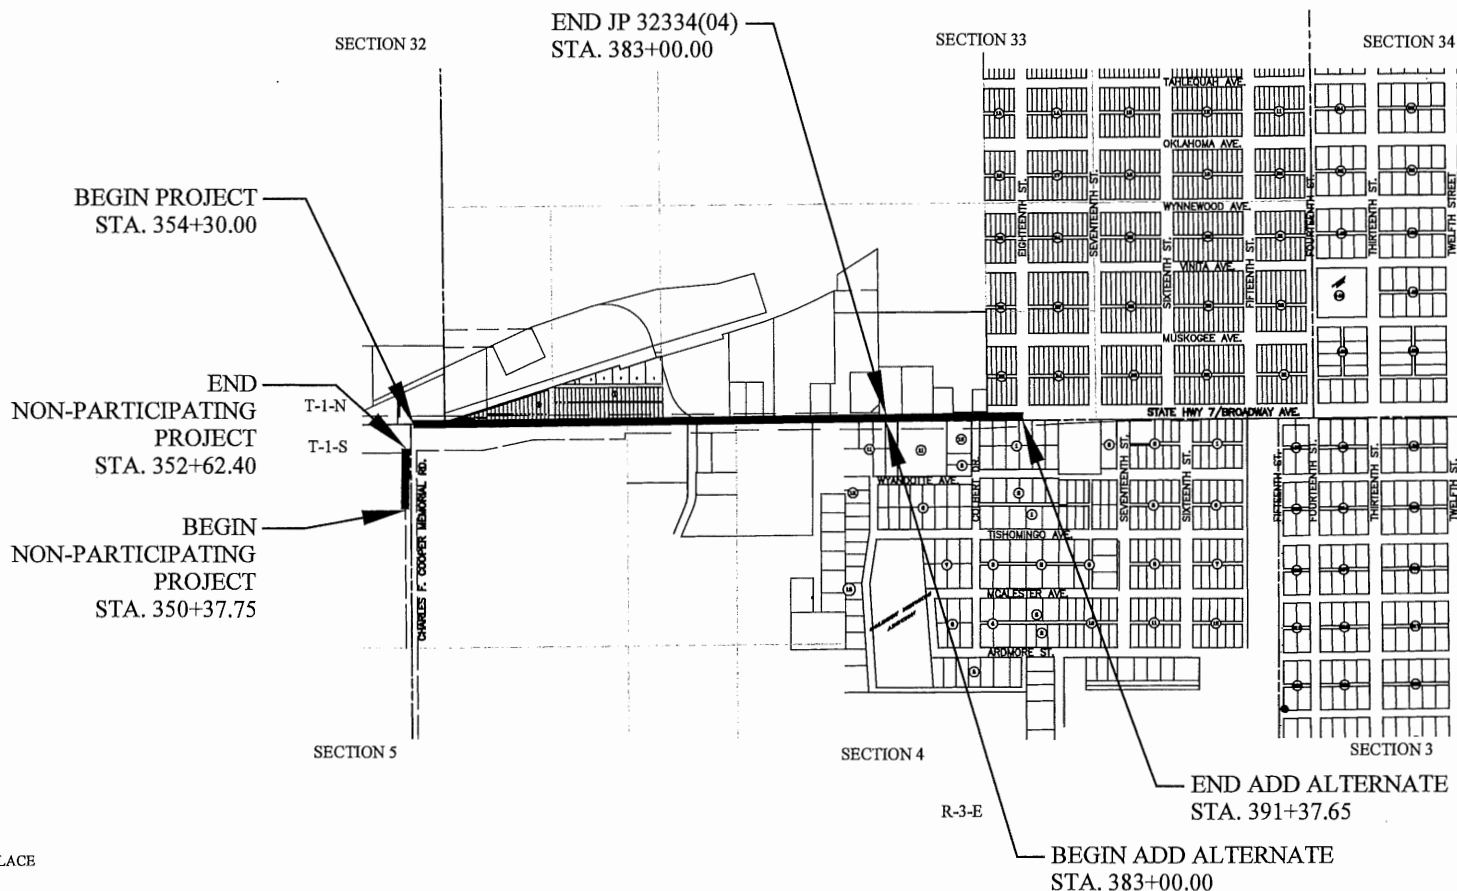 END JP 32334(04)
STA. 383+00.00
SECTION 32
SECTION 33
SECTION 34
TAHLEQUAH AVE.
OKLAHOMA AVE.
WYNNEWOOD AVE.
VINITA AVE.
MUSKOGEE AVE.
EIGHTEENTH ST.
SEVENTEENTH ST.
SIXTEENTH ST.
FIFTEENTH ST.
FOURTEENTH ST.
THIRTEENTH ST.
TWELFTH STREET
BEGIN PROJECT
STA. 354+30.00
END
NON-PARTICIPATING
PROJECT
STA. 352+62.40
T-1-N
T-1-S
STATE HWY 7/BROADWAY AVE.
BEGIN
NON-PARTICIPATING
PROJECT
STA. 350+37.75
CHARLES F. COOPER MEMORIAL RD.
WYANDOTTE AVE.
COLBERT DR.
SEVENTEENTH ST.
SIXTEENTH ST.
FIFTEENTH ST.
FOURTEENTH ST.
THIRTEENTH ST.
TWELFTH ST.
TISHOMINGO AVE.
MCALESTER AVE.
ARDMORE ST.
SECTION 5
SECTION 4
SECTION 3
R-3-E
END ADD ALTERNATE
STA. 391+37.65
BEGIN ADD ALTERNATE
STA. 383+00.00
LACE